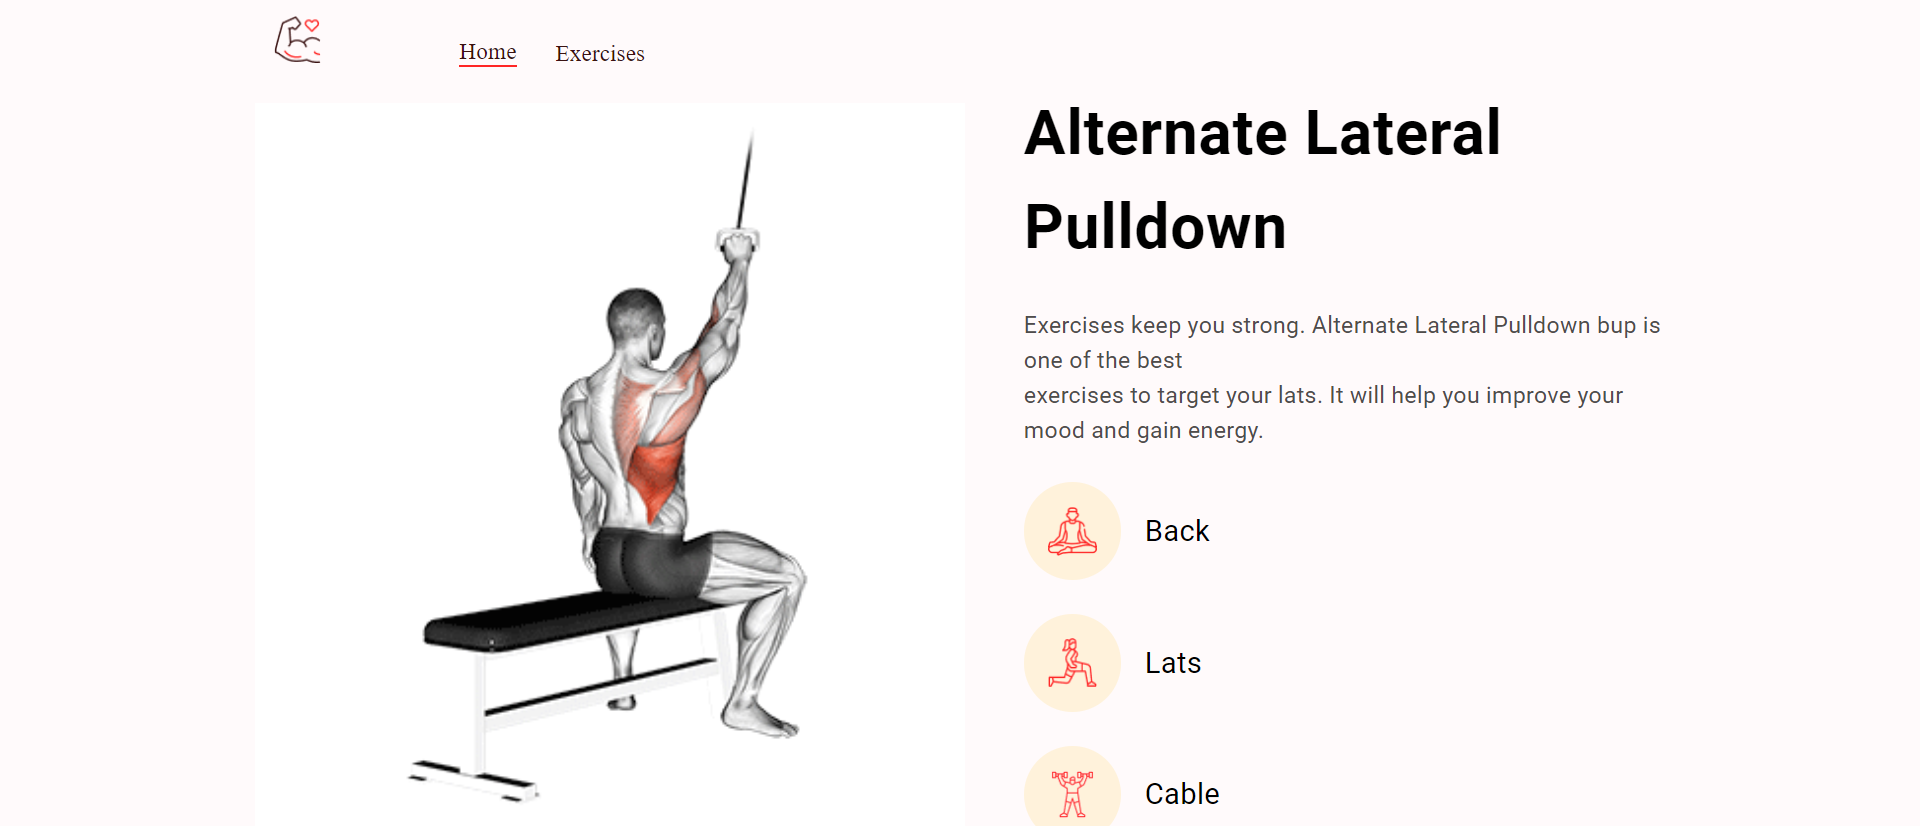 Home Exercises
Alternate Lateral
Pulldown
Exercises keep you strong. Alternate Lateral Pulldown bup is
one of the best
exercises to target your lats. It will help you improve your
mood and gain energy.
Back
Lats
Cable